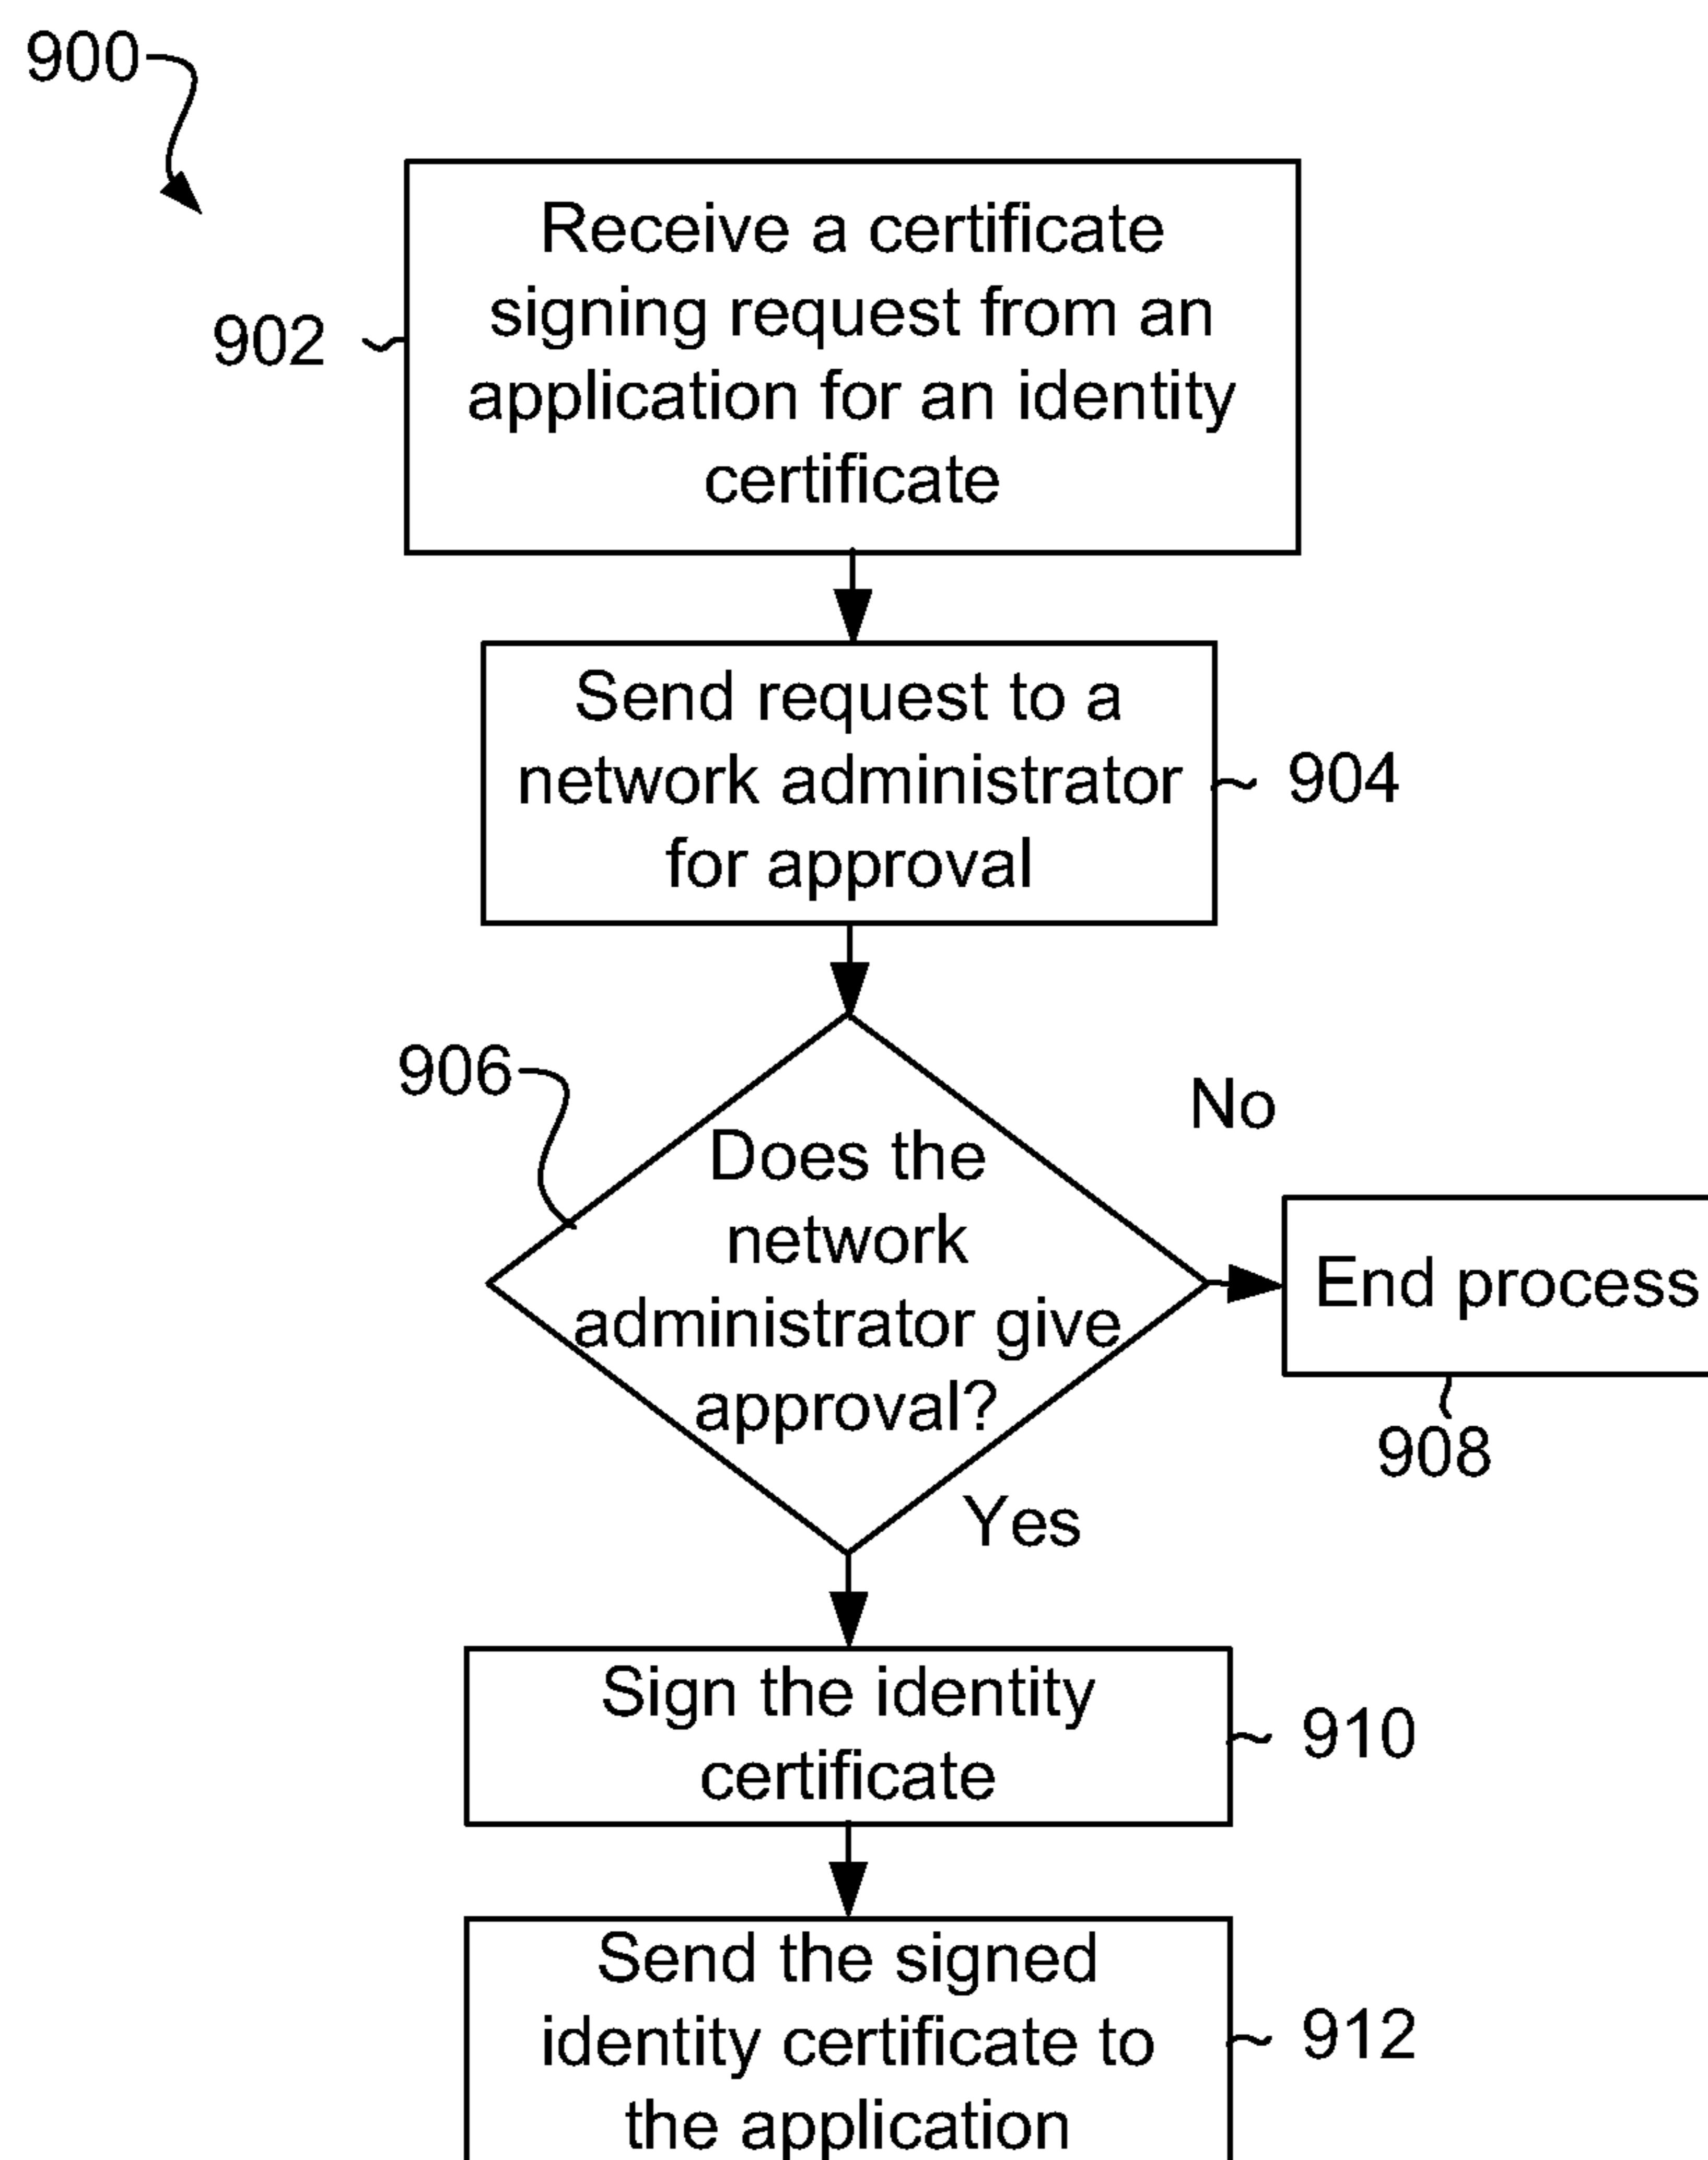 900
Receive a certificate
signing request from an
application for an identity
certificate
902
Send request to a
network administrator
for approval
904
906
No
Does the
network
administrator give
approval?
End process
908
Yes
Sign the identity
certificate
910
Send the signed
identity certificate to
the application
912